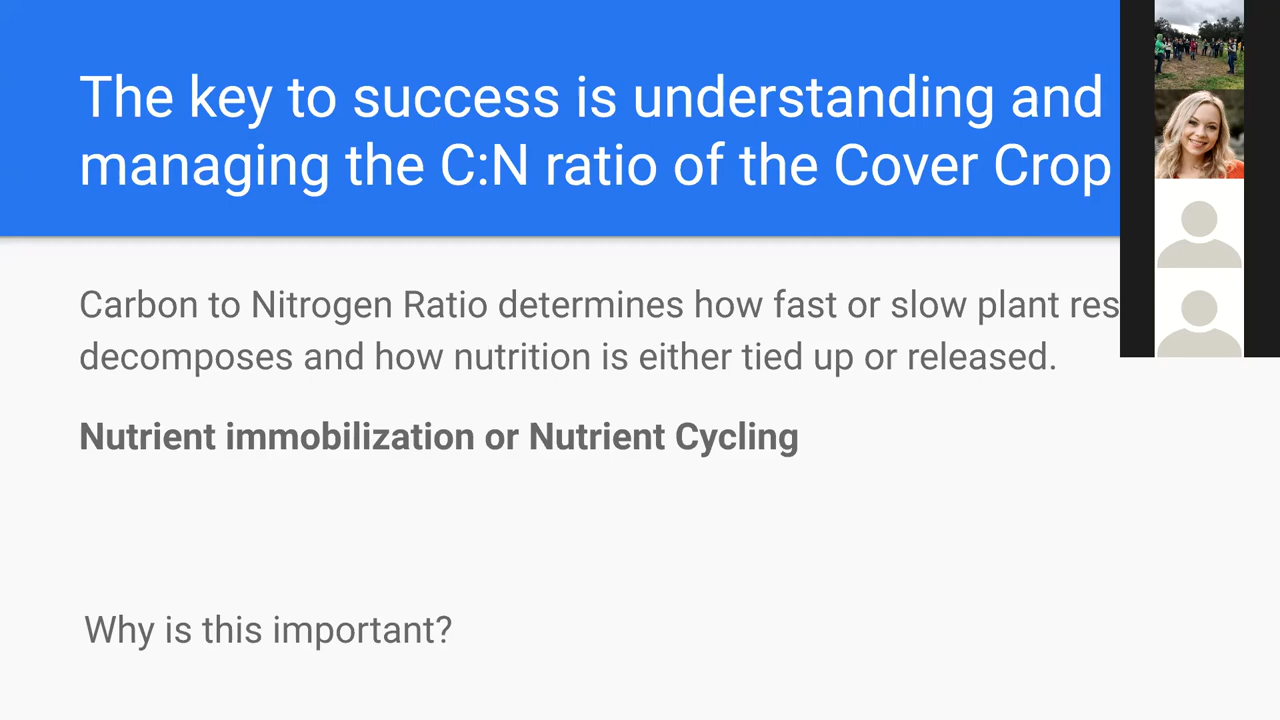 The key to success is understanding and
managing the C:N ratio of the Cover Crop
Carbon to Nitrogen Ratio determines how fast or slow plant
decomposes and how nutrition is either tied up or released.
Nutrient immobilization or Nutrient Cycling
Why is this important?